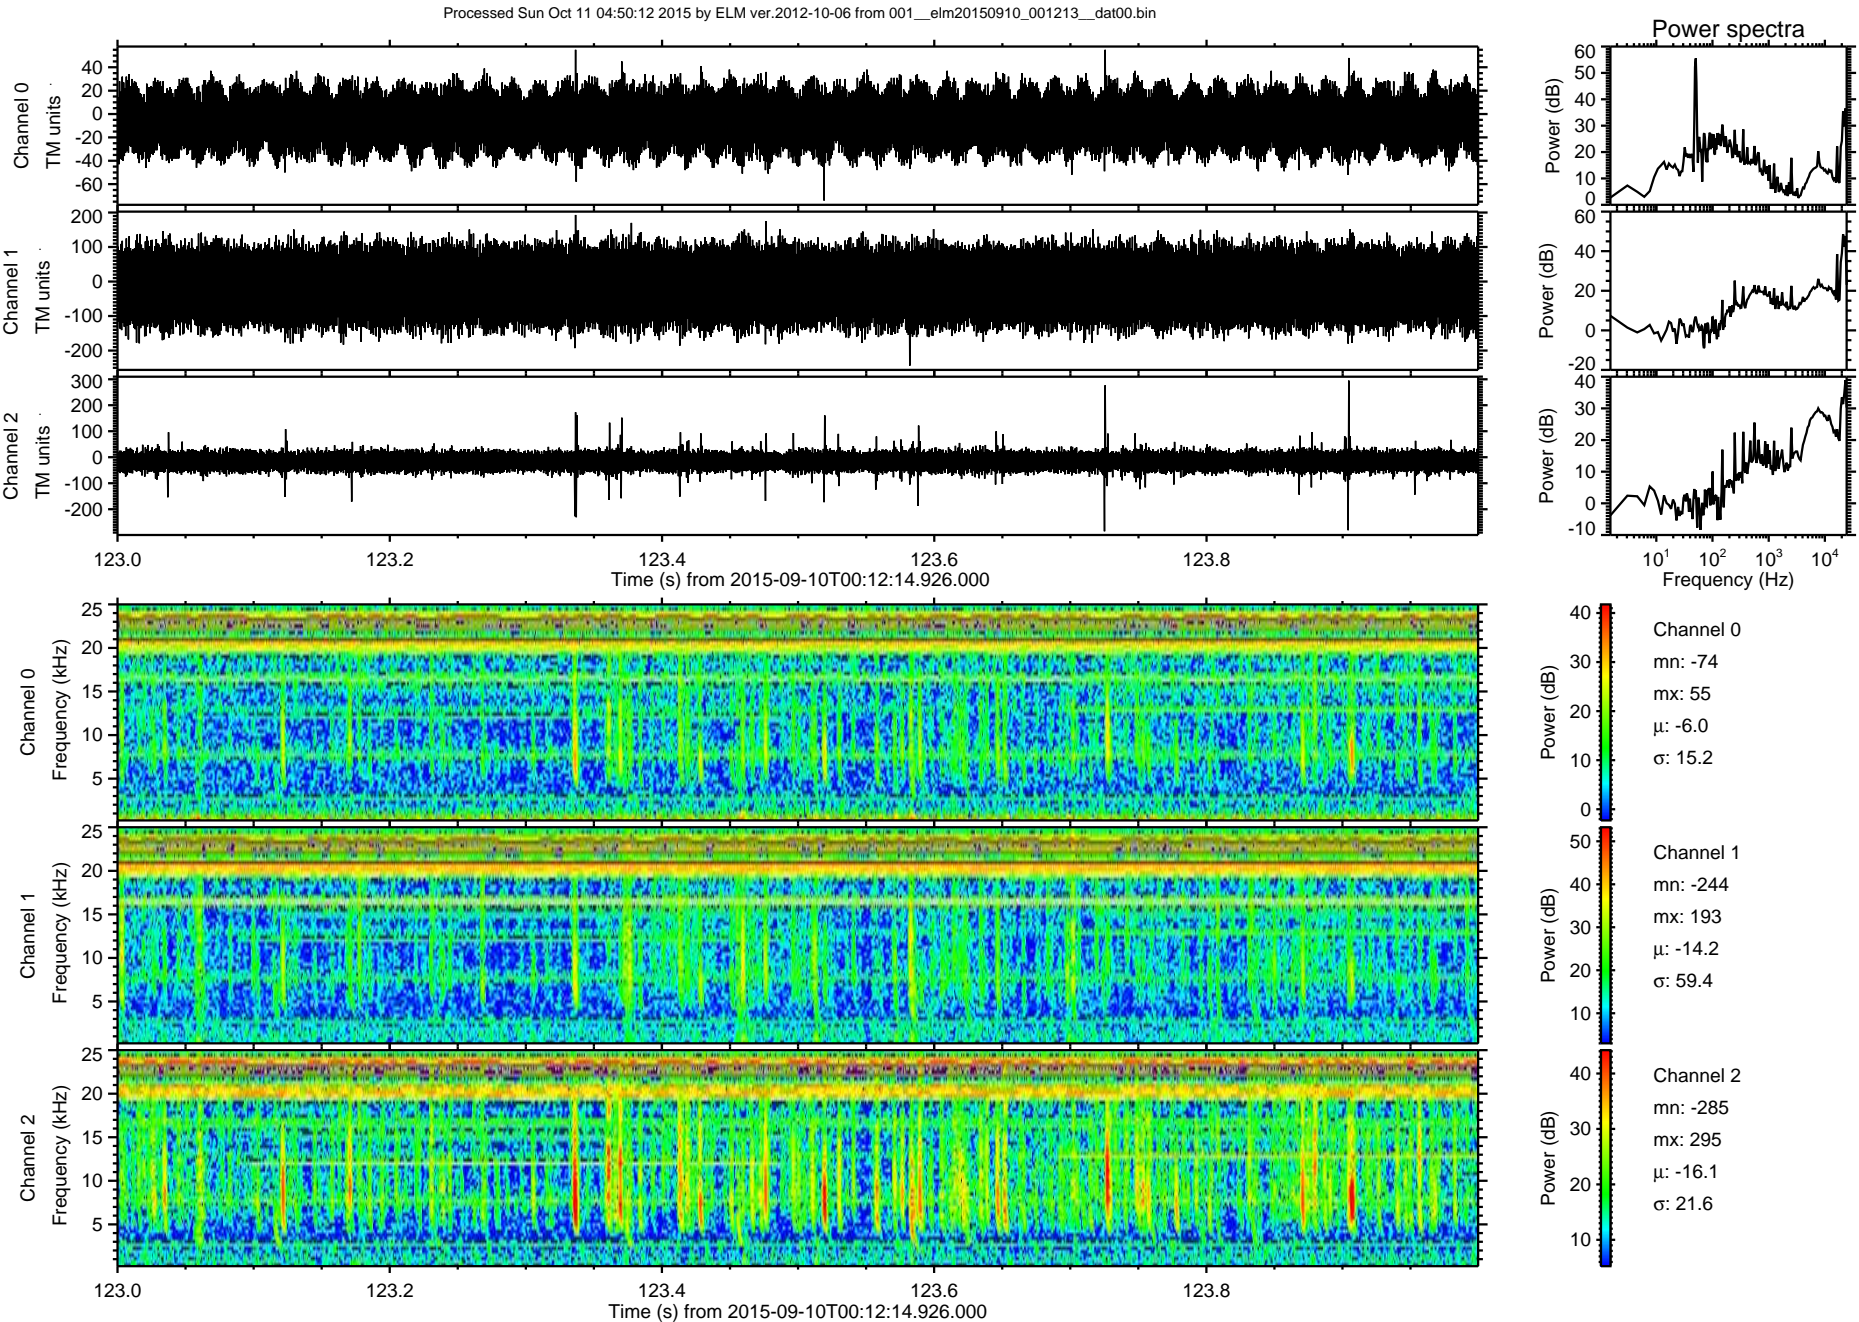 Processed Sun Oct 11 04:50:12 2015 by ELM ver.2012-10-06 from 001__elm20150910_001213__dat00.bin
Power spectra
Channel 0
TM units
40
20
0
-20
-40
-60
Power (dB)
60
50
40
30
20
10
0
Channel 1
TM units
200
100
0
-100
-200
Power (dB)
60
40
20
0
-20
Channel 2
TM units
300
200
100
0
-100
-200
Power (dB)
40
30
20
10
0
-10
123.0 123.2 123.4 123.6 123.8
Time (s) from 2015-09-10T00:12:14.926.000
10¹ 10² 10³ 10⁴
Frequency (Hz)
Channel 0
Frequency (kHz)
25
20
15
10
5
Power (dB)
40
30
20
10
0
Channel 0
mn: -74
mx: 55
µ: -6.0
σ: 15.2
Channel 1
Frequency (kHz)
25
20
15
10
5
Power (dB)
50
40
30
20
10
Channel 1
mn: -244
mx: 193
µ: -14.2
σ: 59.4
Channel 2
Frequency (kHz)
25
20
15
10
5
Power (dB)
40
30
20
10
Channel 2
mn: -285
mx: 295
µ: -16.1
σ: 21.6
123.0 123.2 123.4 123.6 123.8
Time (s) from 2015-09-10T00:12:14.926.000